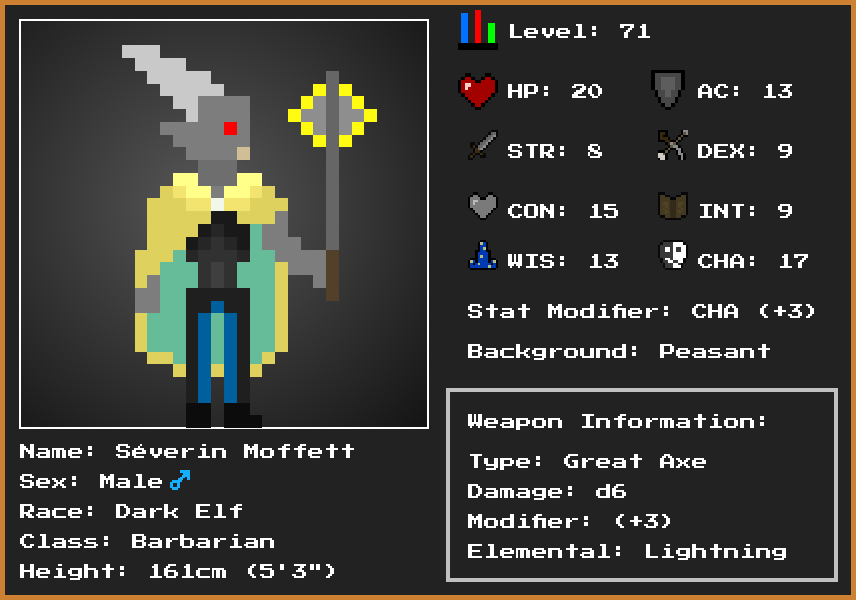 Level: 71
HP: 20
AC: 13
STR: 8
DEX: 9
CON: 15
INT: 9
WIS: 13
CHA: 17
Stat Modifier: CHA (+3)
Background: Peasant
Weapon Information:
Type: Great Axe
Damage: d6
Modifier: (+3)
Elemental: Lightning
Name: Séverin Moffett
Sex: Male♂
Race: Dark Elf
Class: Barbarian
Height: 161cm (5'3")